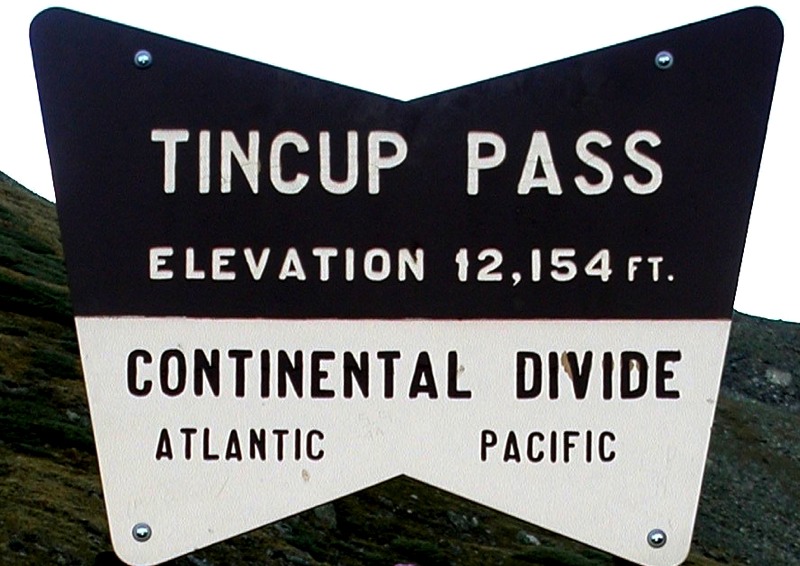 TINCUP PASS
ELEVATION 12,154 FT.
CONTINENTAL DIVIDE
ATLANTIC PACIFIC